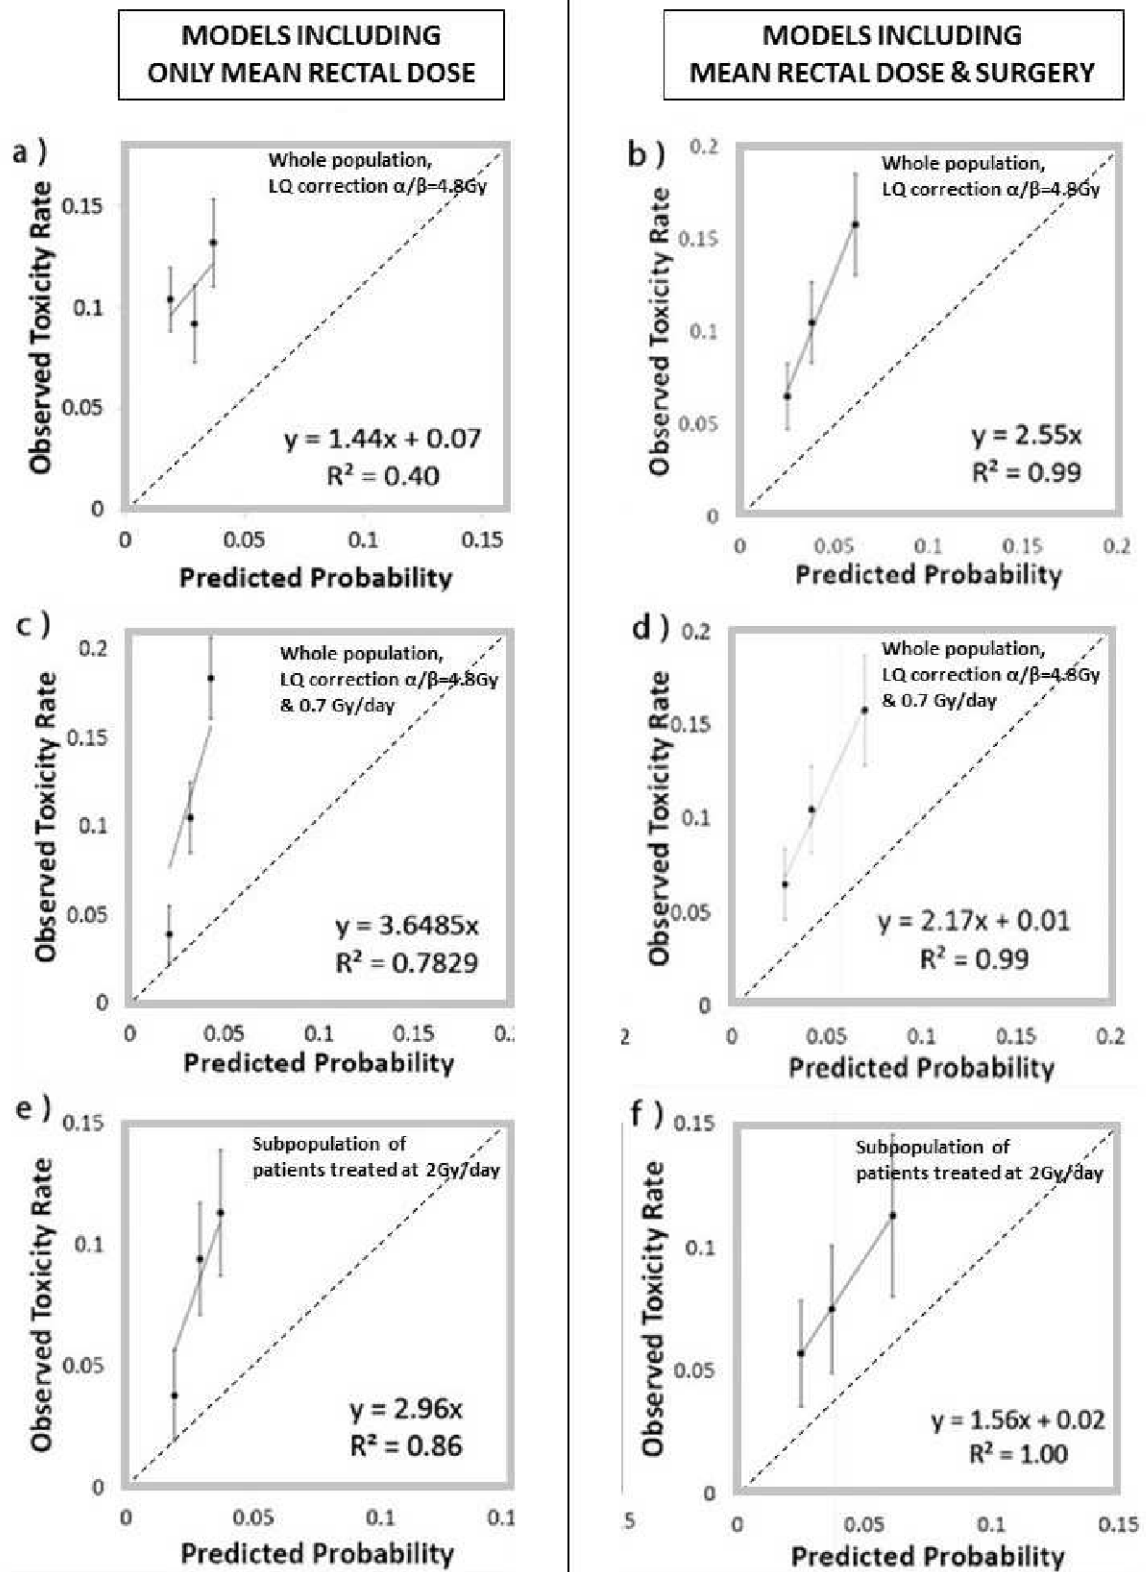 MODELS INCLUDING
ONLY MEAN RECTAL DOSE
MODELS INCLUDING
MEAN RECTAL DOSE & SURGERY
a )
Whole population,
LQ correction α/β=4.8Gy
Observed Toxicity Rate
0.15
0.1
0.05
0
y = 1.44x + 0.07
R² = 0.40
0 0.05 0.1 0.15
Predicted Probability
b )
Whole population,
LQ correction α/β=4.8Gy
Observed Toxicity Rate
0.2
0.15
0.1
0.05
0
y = 2.55x
R² = 0.99
0 0.05 0.1 0.15 0.2
Predicted Probability
c )
Whole population,
LQ correction α/β=4.8Gy
& 0.7 Gy/day
Observed Toxicity Rate
0.2
0.15
0.1
0.05
0
y = 3.6485x
R² = 0.7829
0 0.05 0.1 0.15 0.
Predicted Probability
d )
Whole population,
LQ correction α/β=4.8Gy
& 0.7 Gy/day
Observed Toxicity Rate
0.2
0.15
0.1
0.05
0
y = 2.17x + 0.01
R² = 0.99
2 0 0.05 0.1 0.15 0.2
Predicted Probability
e )
Subpopulation of
patients treated at 2Gy/day
Observed Toxicity Rate
0.15
0.1
0.05
0
y = 2.96x
R² = 0.86
0 0.05 0.1 0.1
Predicted Probability
f )
Subpopulation of
patients treated at 2Gy/day
Observed Toxicity Rate
0.15
0.1
0.05
0
y = 1.56x + 0.02
R² = 1.00
.5 0 0.05 0.1 0.15
Predicted Probability